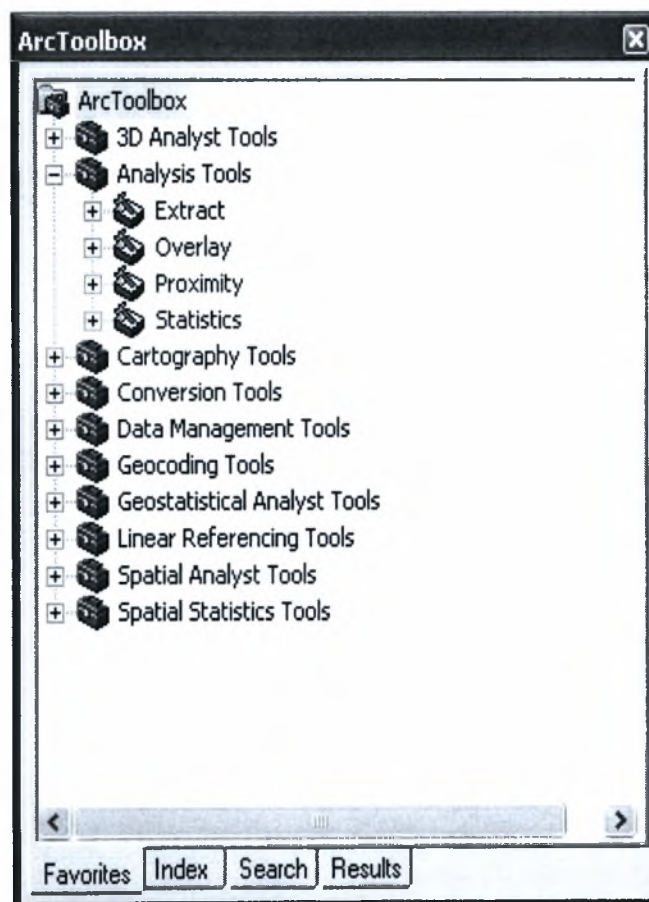 ArcToolbox
ArcToolbox
3D Analyst Tools
Analysis Tools
Extract
Overlay
Proximity
Statistics
Cartography Tools
Conversion Tools
Data Management Tools
Geocoding Tools
Geostatistical Analyst Tools
Linear Referencing Tools
Spatial Analyst Tools
Spatial Statistics Tools
Favorites Index Search Results